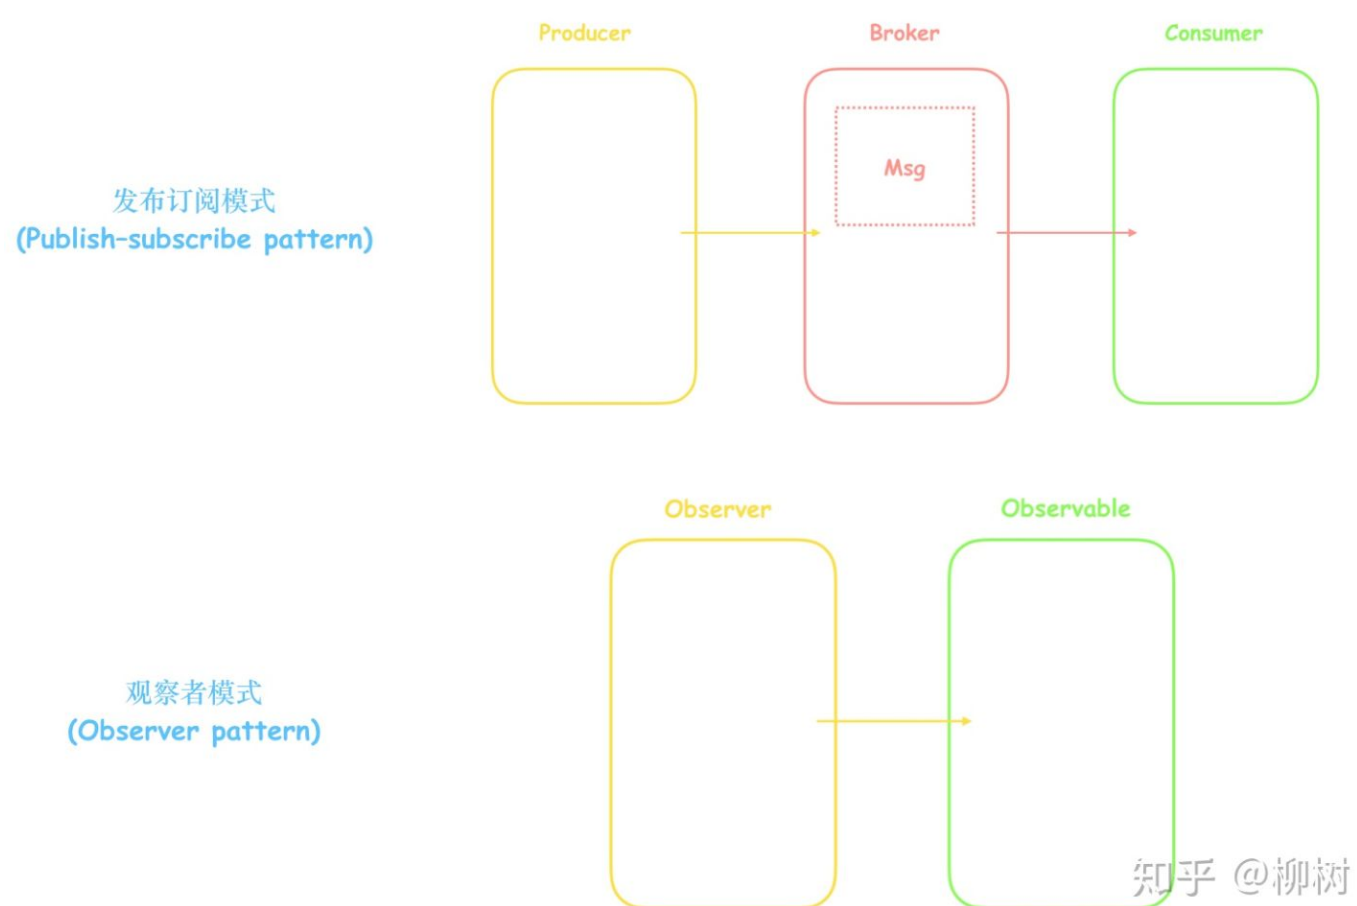 Producer
Broker
Consumer
Msg
发布订阅模式
(Publish-subscribe pattern)
Observer
Observable
观察者模式
(Observer pattern)
知乎 @柳树